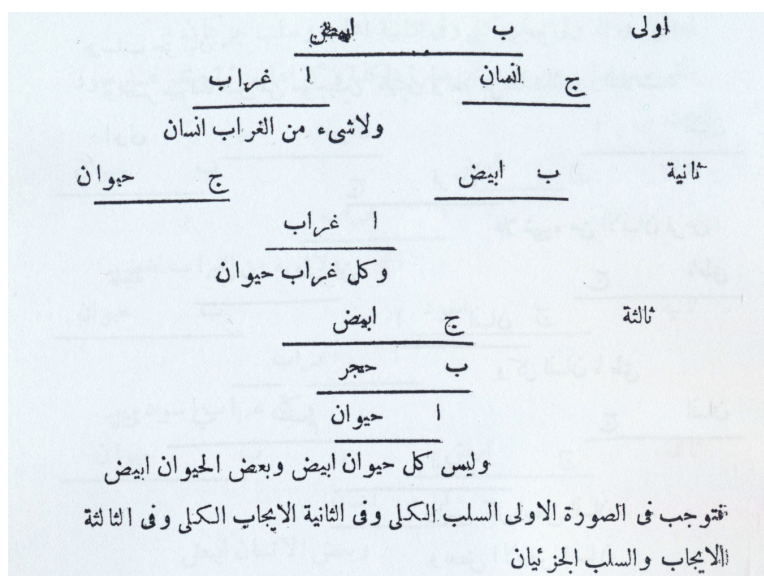 اولى ب ابيض
ج انسان ا غراب
ولاشىء من الغراب انسان
ثانية ب ابيض ج حيوان
ا غراب
وكل غراب حيوان
ثالثة ج ابيض
ب حجر
ا حيوان
وليس كل حيوان ابيض وبعض الحيوان ابيض
فتوجب فى الصورة الاولى السلب الكلى وفى الثانية الايجاب الكلى وفى الثالثة
الايجاب والسلب الجزئيان